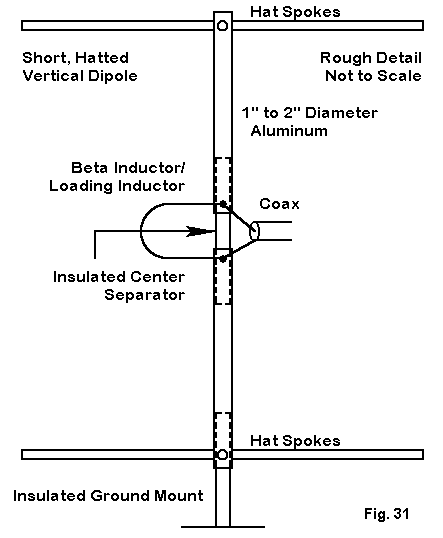 Hat Spokes
Short, Hatted
Vertical Dipole
Rough Detail
Not to Scale
1" to 2" Diameter
Aluminum
Beta Inductor/
Loading Inductor
Coax
Insulated Center
Separator
Hat Spokes
Insulated Ground Mount
Fig. 31